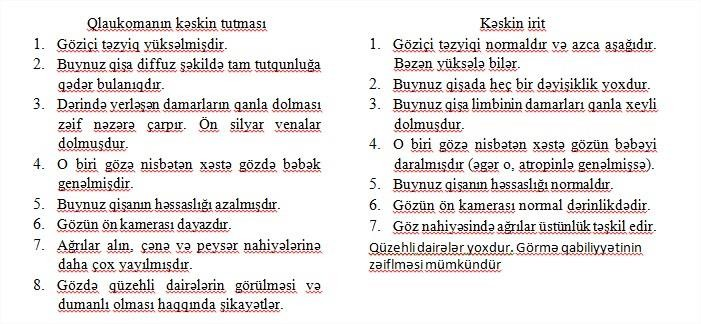 Qlaukomanın kəskin tutması
1. Göziçi təzyiq yüksəlmişdir.
2. Buynuz qişa diffuz şəkildə tam tutqunluğa
qədər bulanıqdır.
3. Dərində yerləşən damarların qanla dolması
zəif nəzərə çarpır. Ön silyar venalar
dolmuşdur.
4. O biri gözə nisbətən xəstə gözdə bəbək
genəlmişdir.
5. Buynuz qişanın həssaslığı azalmışdır.
6. Gözün ön kamerası dayazdır.
7. Ağrılar alın, çənə və peysər nahiyələrinə
daha çox yayılmışdır.
8. Gözdə qüzehli dairələrin görülməsi və
dumanlı olması haqqında şikayətlər.
Kəskin irit
1. Göziçi təzyiqi normaldır və azca aşağıdır.
Bəzən yüksələ bilər.
2. Buynuz qişada heç bir dəyişiklik yoxdur.
3. Buynuz qişa limbinin damarları qanla xeyli
dolmuşdur.
4. O biri gözə nisbətən xəstə gözün bəbəyi
daralmışdır (əgər o, atropinlə genəlmişsə).
5. Buynuz qişanın həssaslığı normaldır.
6. Gözün ön kamerası normal dərinlikdədir.
7. Göz nahiyəsində ağrılar üstünlük təşkil edir.
Qüzehli dairələr yoxdur. Görmə qabiliyyətinin
zəifləməsi mümkündür